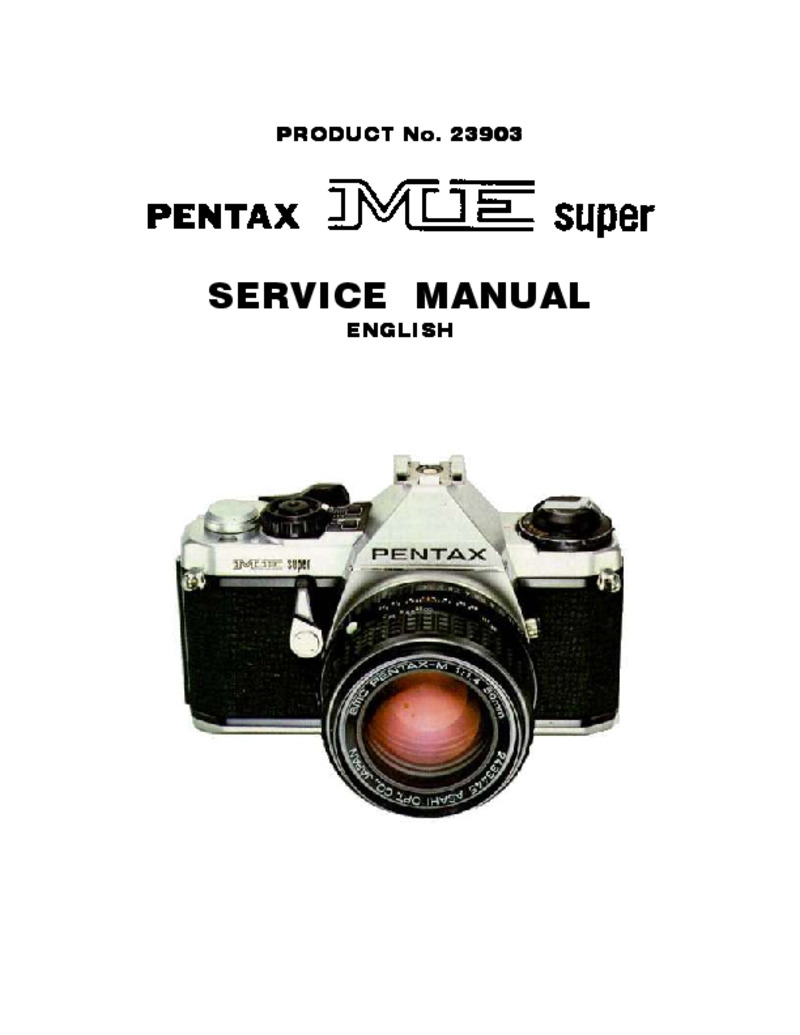 PRODUCT No. 23903
PENTAX ME super
SERVICE MANUAL
ENGLISH
PENTAX
ME super
SMC PENTAX-M 1:1.4 50mm
ASAHI OPT. CO., JAPAN